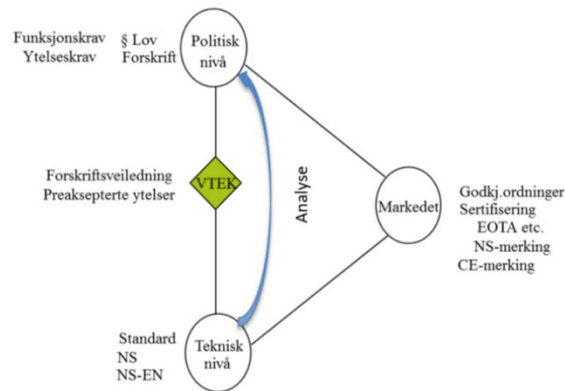 Funksjonskrav
Ytelseskrav
§ Lov
Forskrift
Politisk
nivå
Forskriftsveiledning
Preaksepterte ytelser
VTEK
Analyse
Markedet
Godkj.ordninger
Sertifisering
EOTA etc.
NS-merking
CE-merking
Standard
NS
NS-EN
Teknisk
nivå